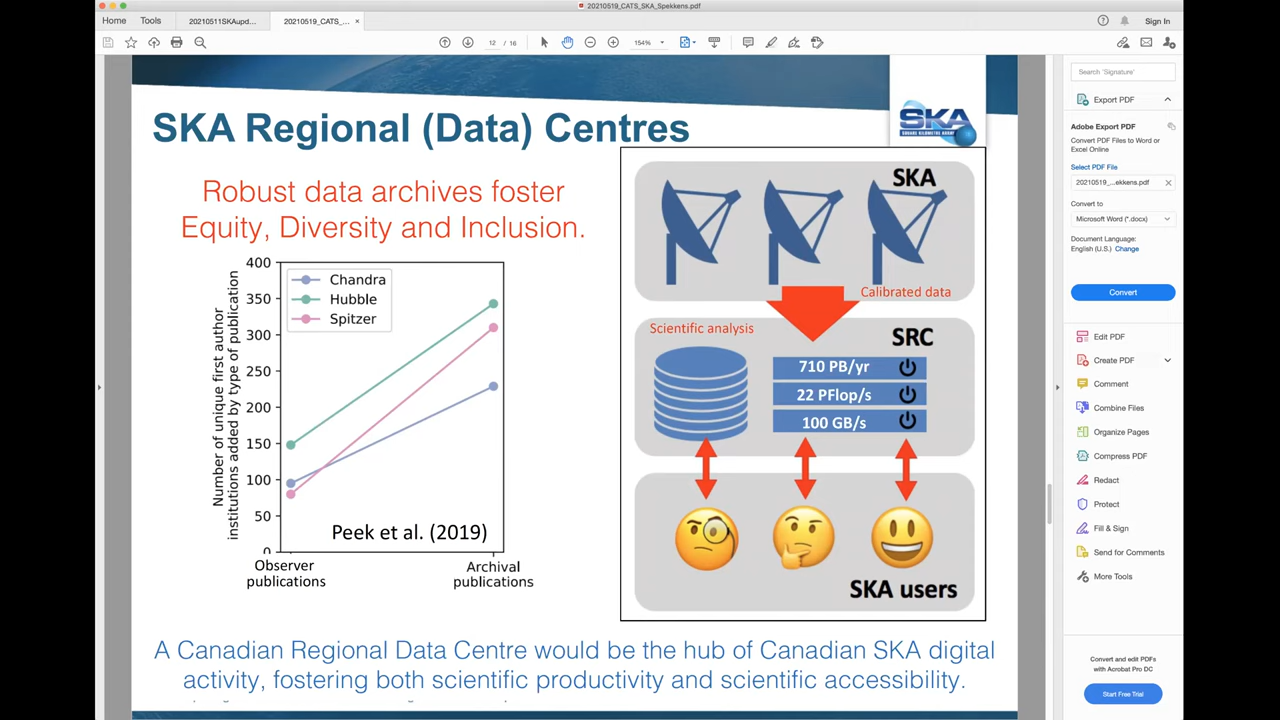 20210519_CATS_SKA_Spekkens.pdf
Home
Tools
20210511SKAupd...
20210519_CATS_...
Sign In
12 / 16
154%
Search 'Signature'
Export PDF
Adobe Export PDF
Convert PDF Files to Word or
Excel Online
Select PDF File
20210519_...ekkens.pdf
Convert to
Microsoft Word (*.docx)
Document Language:
English (U.S.) Change
Convert
Edit PDF
Create PDF
Comment
Combine Files
Organize Pages
Compress PDF
Redact
Protect
Fill & Sign
Send for Comments
More Tools
Convert and edit PDFs
with Acrobat Pro DC
Start Free Trial
SKA Regional (Data) Centres
SKA
SQUARE KILOMETRE ARRAY
Robust data archives foster
Equity, Diversity and Inclusion.
Number of unique first author
institutions added by type of publication
400
350
300
250
200
150
100
50
0
Chandra
Hubble
Spitzer
Peek et al. (2019)
Observer
publications
Archival
publications
SKA
Calibrated data
Scientific analysis
SRC
710 PB/yr
22 PFlop/s
100 GB/s
SKA users
A Canadian Regional Data Centre would be the hub of Canadian SKA digital
activity, fostering both scientific productivity and scientific accessibility.